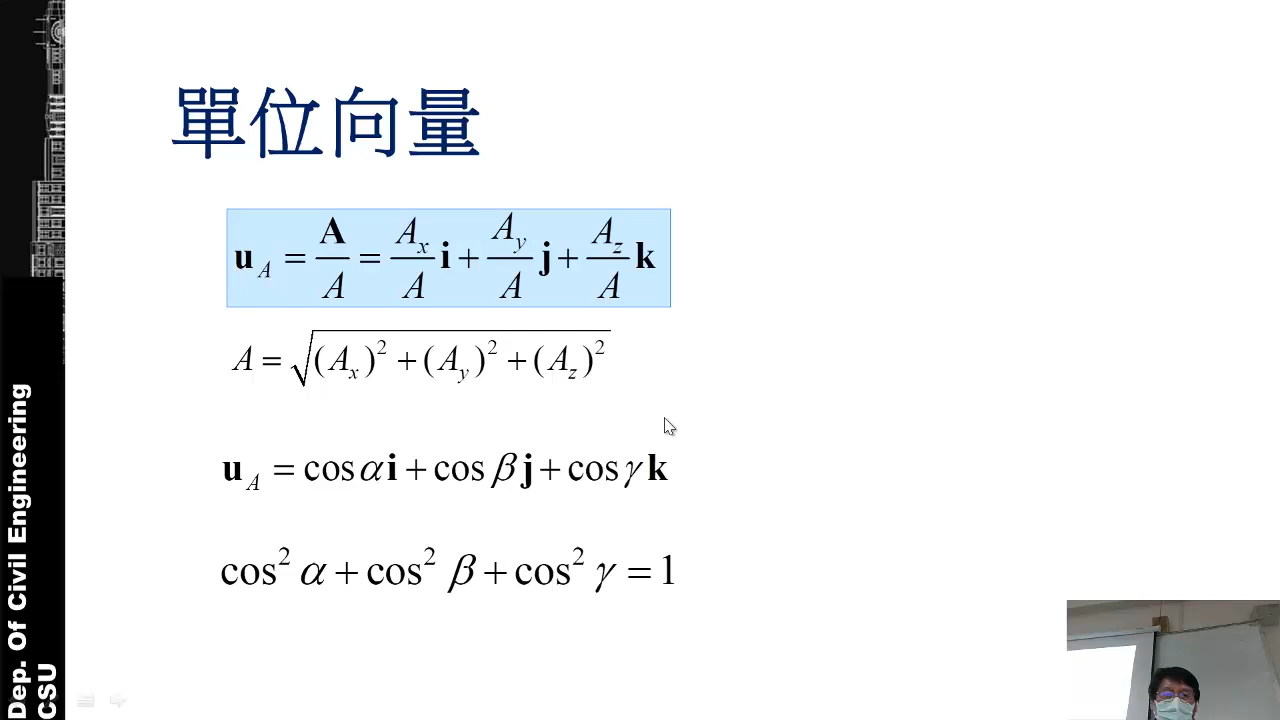 單位向量
𝐮_A = 𝐀/A = A_x/A 𝐢 + A_y/A 𝐣 + A_z/A 𝐤
A = √((A_x)² + (A_y)² + (A_z)²)
𝐮_A = cos α 𝐢 + cos β 𝐣 + cos γ 𝐤
cos² α + cos² β + cos² γ = 1
Dep. Of Civil Engineering
CSU